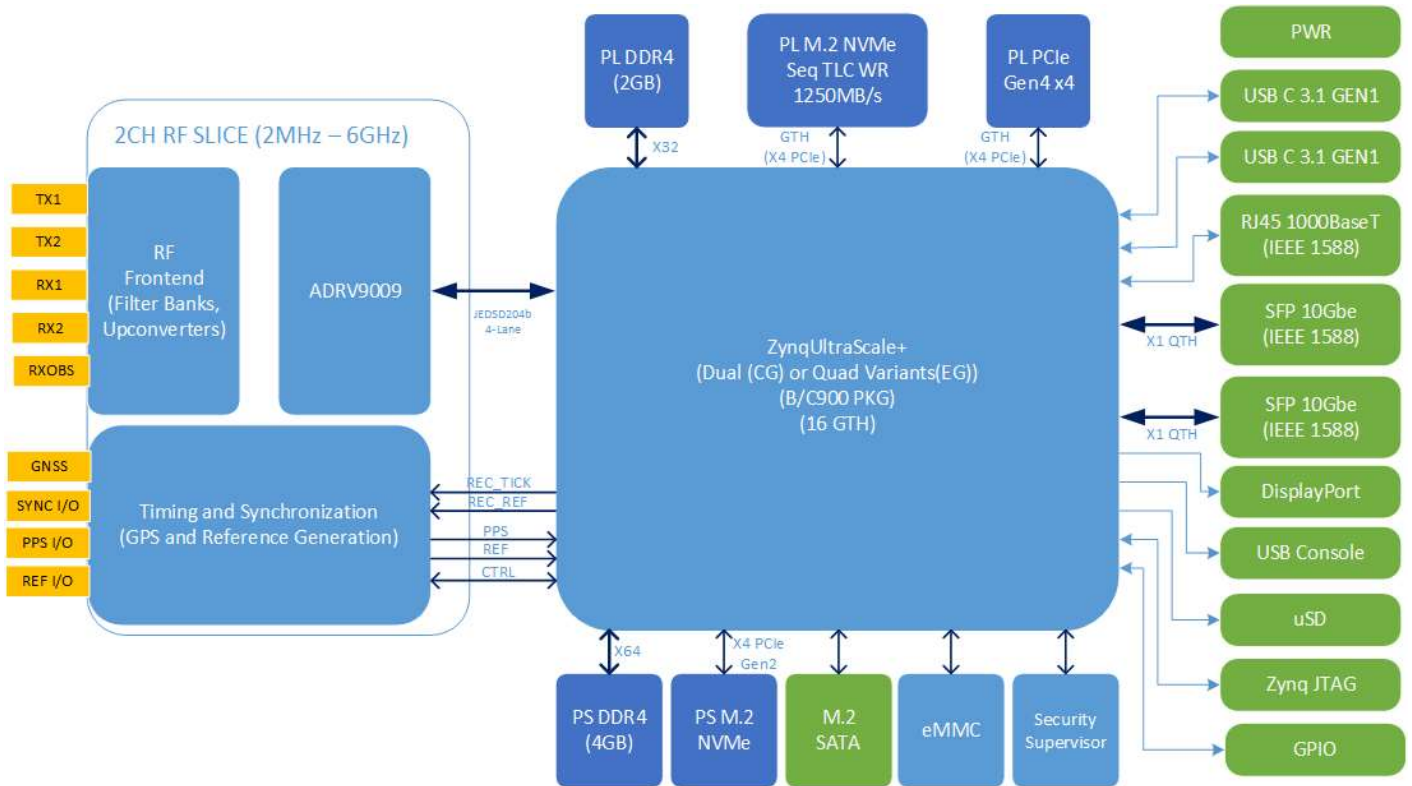 PL DDR4
(2GB)
PL M.2 NVMe
Seq TLC WR
1250MB/s
PL PCIe
Gen4 x4
PWR
USB C 3.1 GEN1
USB C 3.1 GEN1
RJ45 1000BaseT
(IEEE 1588)
SFP 10Gbe
(IEEE 1588)
SFP 10Gbe
(IEEE 1588)
DisplayPort
USB Console
uSD
Zynq JTAG
GPIO
X32
GTH
(X4 PCIe)
GTH
(X4 PCIe)
2CH RF SLICE (2MHz – 6GHz)
TX1
TX2
RX1
RX2
RXOBS
RF
Frontend
(Filter Banks,
Upconverters)
ADRV9009
JEDSD204b
4-Lane
ZynqUltraScale+
(Dual (CG) or Quad Variants(EG))
(B/C900 PKG)
(16 GTH)
X1 QTH
X1 QTH
GNSS
SYNC I/O
PPS I/O
REF I/O
Timing and Synchronization
(GPS and Reference Generation)
REC_TICK
REC_REF
PPS
REF
CTRL
X64
X4 PCIe
Gen2
PS DDR4
(4GB)
PS M.2
NVMe
M.2
SATA
eMMC
Security
Supervisor